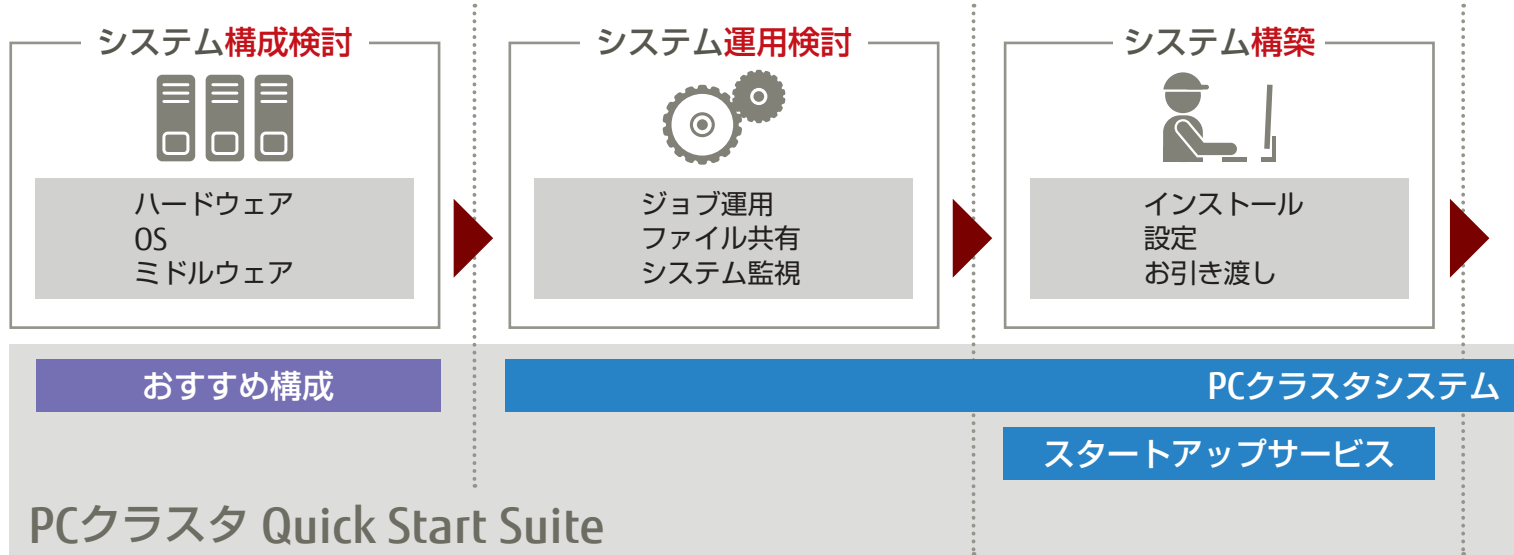 システム構成検討
ハードウェア
OS
ミドルウェア
システム運用検討
ジョブ運用
ファイル共有
システム監視
システム構築
インストール
設定
お引き渡し
おすすめ構成
PCクラスタシステム
スタートアップサービス
PCクラスタ Quick Start Suite